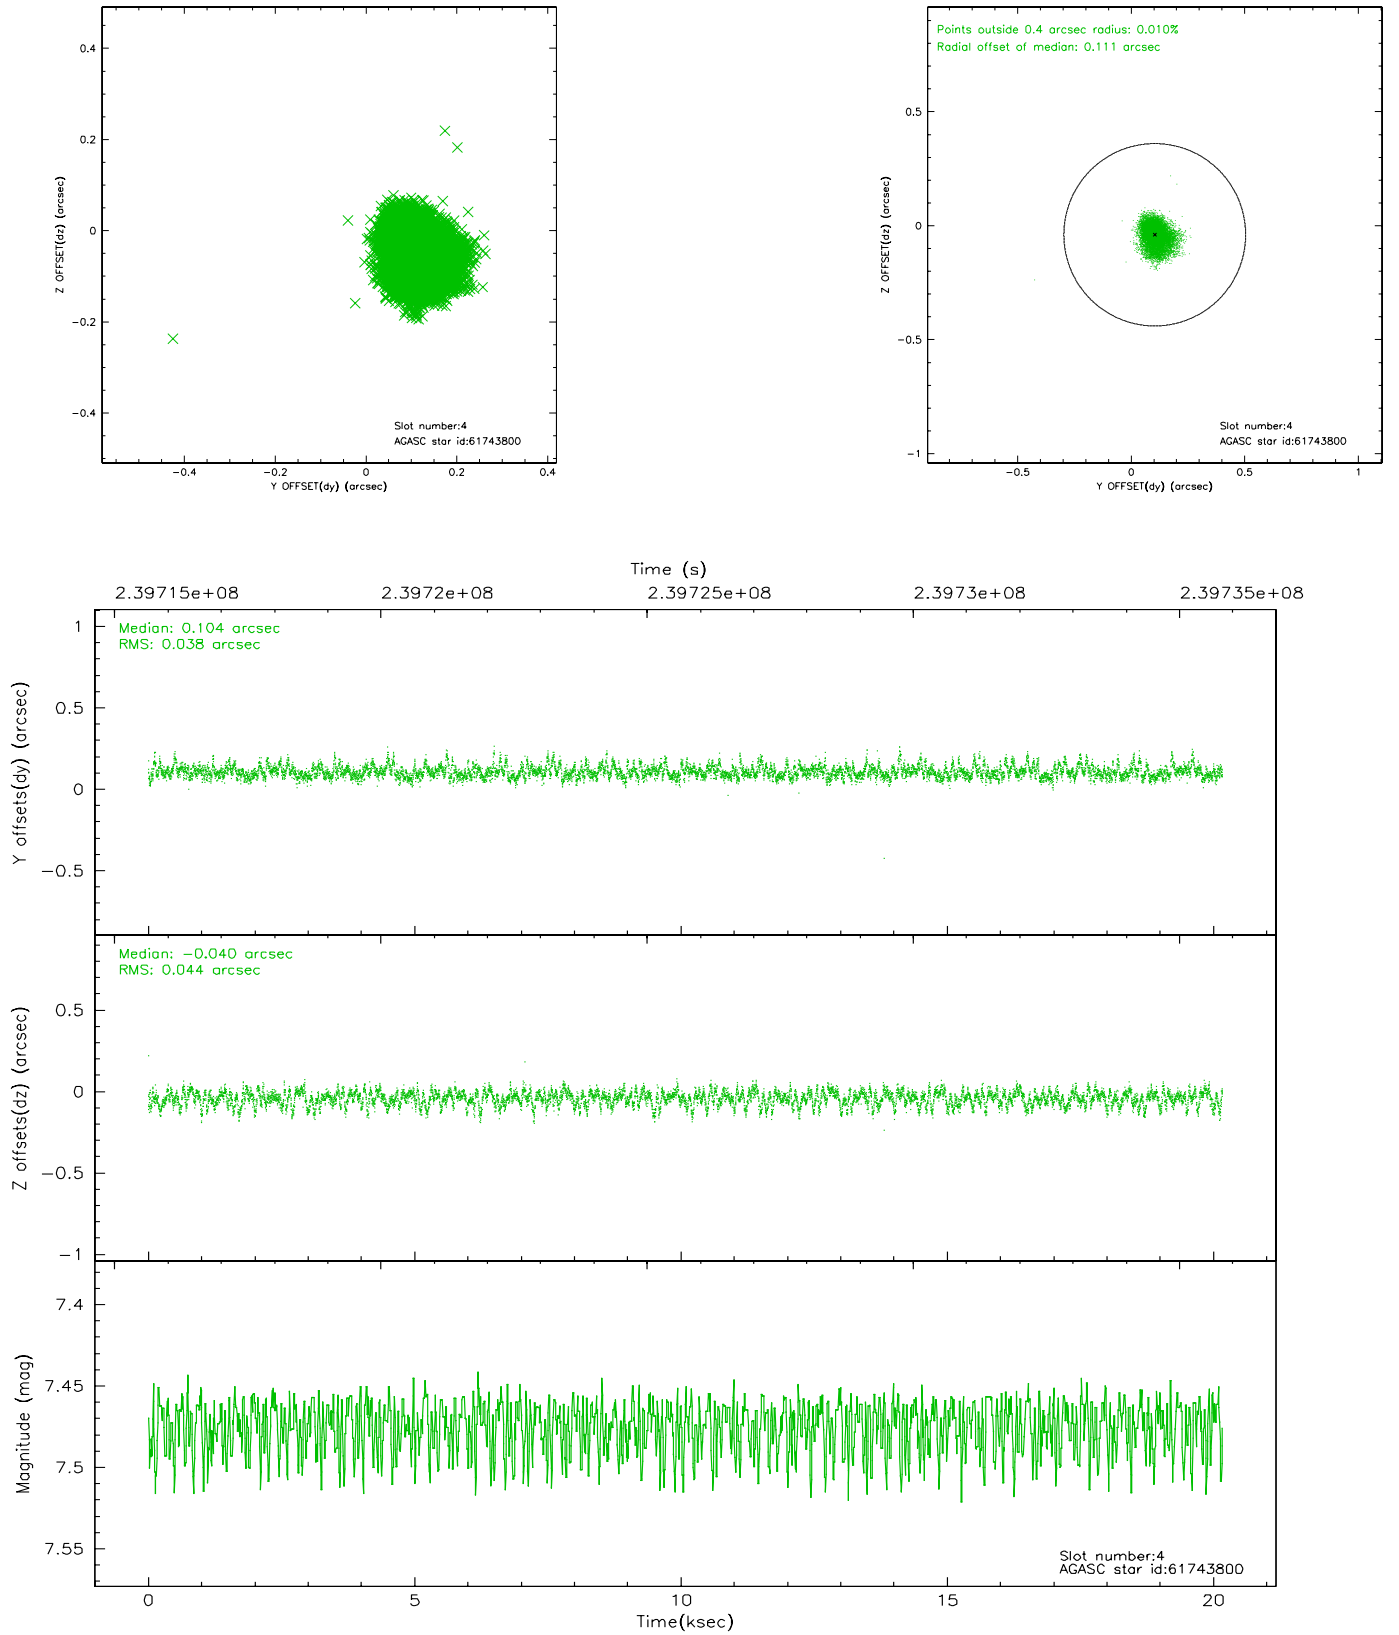 0.4
0.2
0
−0.2
−0.4
Z OFFSET(dz) (arcsec)
Slot number:4
AGASC star id:61743800
−0.4 −0.2 0 0.2 0.4
Y OFFSET(dy) (arcsec)
Points outside 0.4 arcsec radius: 0.010%
Radial offset of median: 0.111 arcsec
0.5
0
−0.5
−1
Z OFFSET(dz) (arcsec)
Slot number:4
AGASC star id:61743800
−0.5 0 0.5 1
Y OFFSET(dy) (arcsec)
Time (s)
2.39715e+08 2.3972e+08 2.39725e+08 2.3973e+08 2.39735e+08
Median: 0.104 arcsec
RMS: 0.038 arcsec
1
0.5
0
−0.5
Y offsets(dy) (arcsec)
Median: −0.040 arcsec
RMS: 0.044 arcsec
0.5
0
−0.5
−1
Z offsets(dz) (arcsec)
7.4
7.45
7.5
7.55
Magnitude (mag)
Slot number:4
AGASC star id:61743800
0 5 10 15 20
Time(ksec)